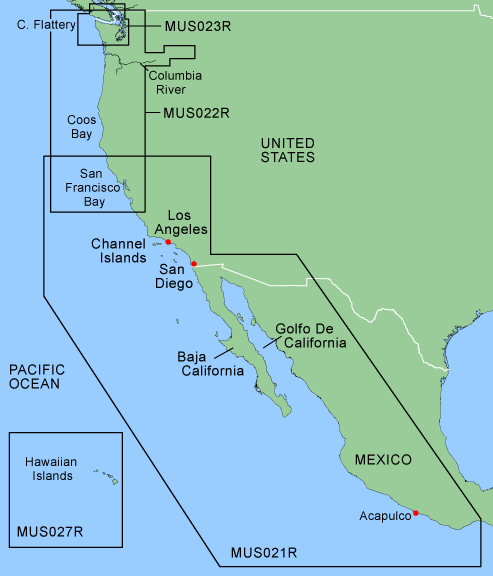 C. Flattery
MUS023R
Columbia
River
MUS022R
Coos
Bay
UNITED
STATES
San
Francisco
Bay
Los
Angeles
Channel
Islands
San
Diego
Golfo De
California
Baja
California
PACIFIC
OCEAN
Hawaiian
Islands
MUS027R
MEXICO
Acapulco
MUS021R